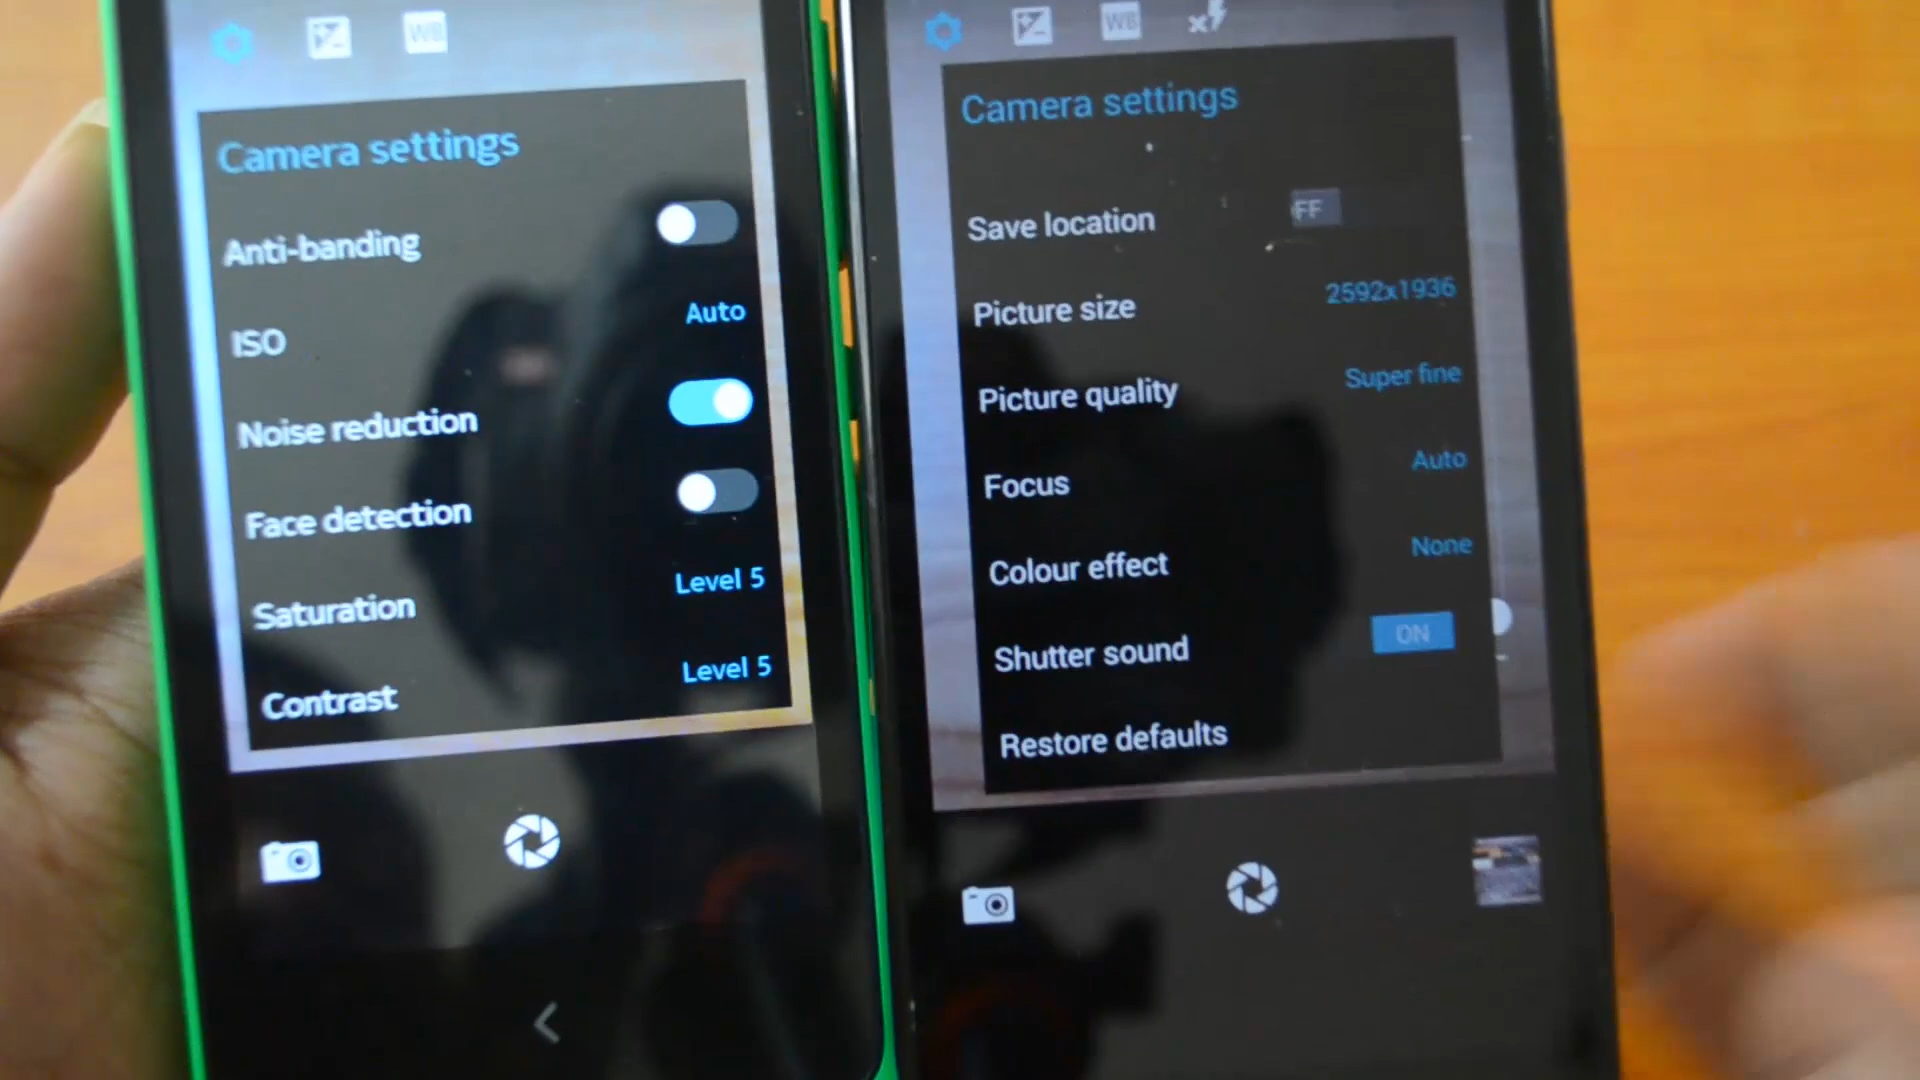 WB
Camera settings
Anti-banding
ISO
Auto
Noise reduction
Face detection
Saturation
Level 5
Contrast
Level 5
WB
Camera settings
Save location
FF
Picture size
2592x1936
Picture quality
Super fine
Focus
Auto
Colour effect
None
Shutter sound
ON
Restore defaults